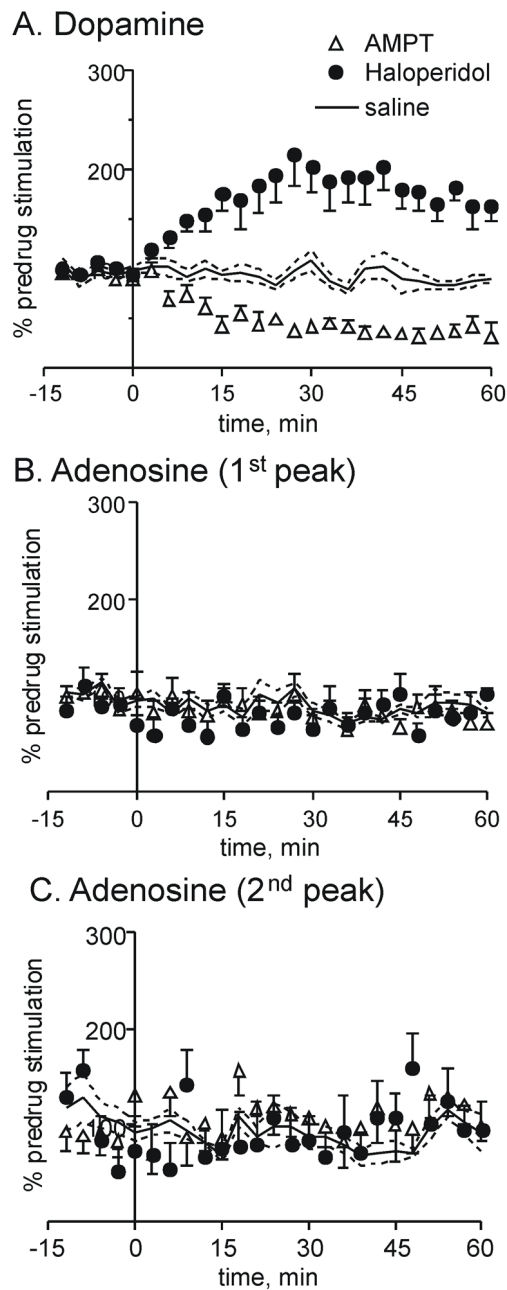 A. Dopamine
AMPT
Haloperidol
saline
300
200
100
% predrug stimulation
-15 0 15 30 45 60
time, min
B. Adenosine (1st peak)
300
200
% predrug stimulation
-15 0 15 30 45 60
time, min
C. Adenosine (2nd peak)
300
200
100
% predrug stimulation
-15 0 15 30 45 60
time, min